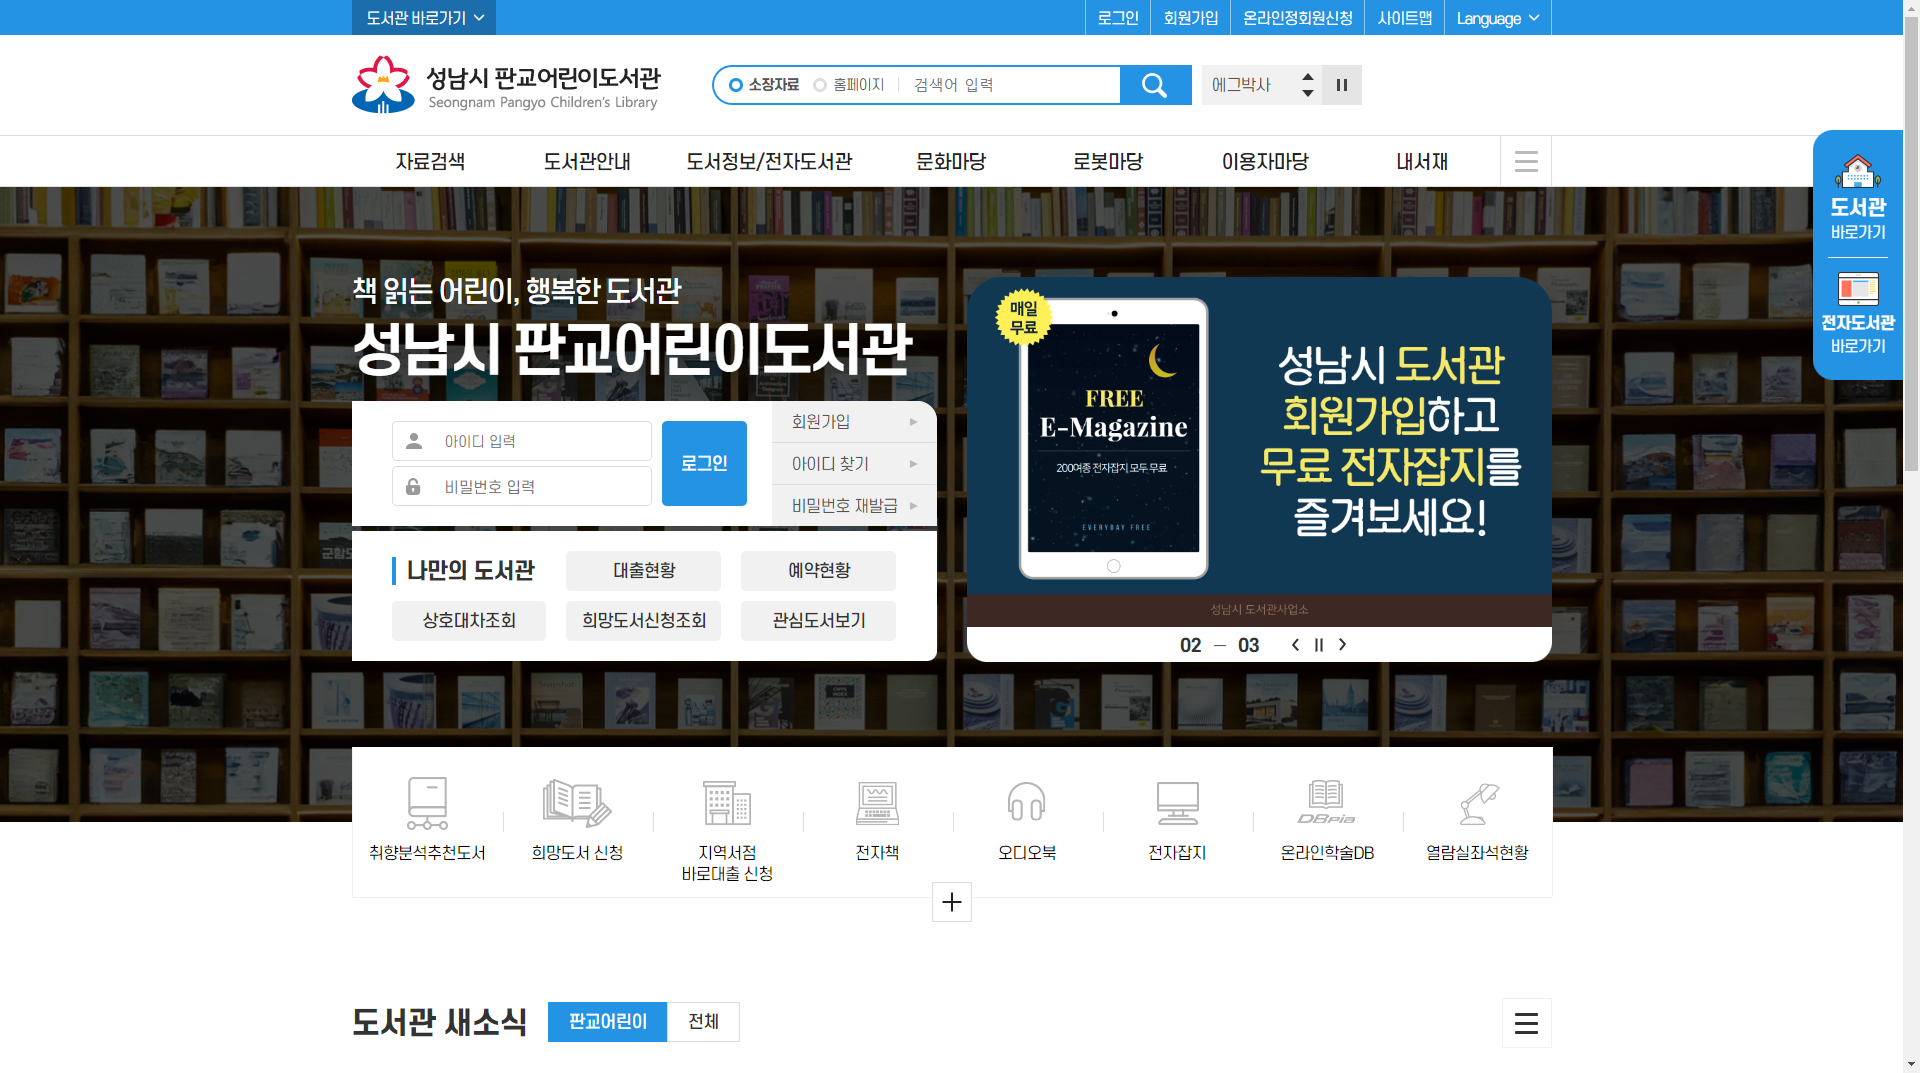 도서관 바로가기
로그인
회원가입
온라인정회원신청
사이트맵
Language
성남시 판교어린이도서관
Seongnam Pangyo Children's Library
소장자료
홈페이지
검색어 입력
에그박사
자료검색
도서관안내
도서정보/전자도서관
문화마당
로봇마당
이용자마당
내서재
도서관
바로가기
전자도서관
바로가기
책 읽는 어린이, 행복한 도서관
성남시 판교어린이도서관
아이디 입력
비밀번호 입력
로그인
회원가입
아이디 찾기
비밀번호 재발급
나만의 도서관
대출현황
예약현황
상호대차조회
희망도서신청조회
관심도서보기
매일
무료
FREE
E-Magazine
200여종 전자잡지 모두 무료
EVERYDAY FREE
성남시 도서관
회원가입하고
무료 전자잡지를
즐겨보세요!
성남시 도서관사업소
02 — 03
취향분석추천도서
희망도서 신청
지역서점
바로대출 신청
전자책
오디오북
전자잡지
DBpia
온라인학술DB
열람실좌석현황
도서관 새소식
판교어린이
전체